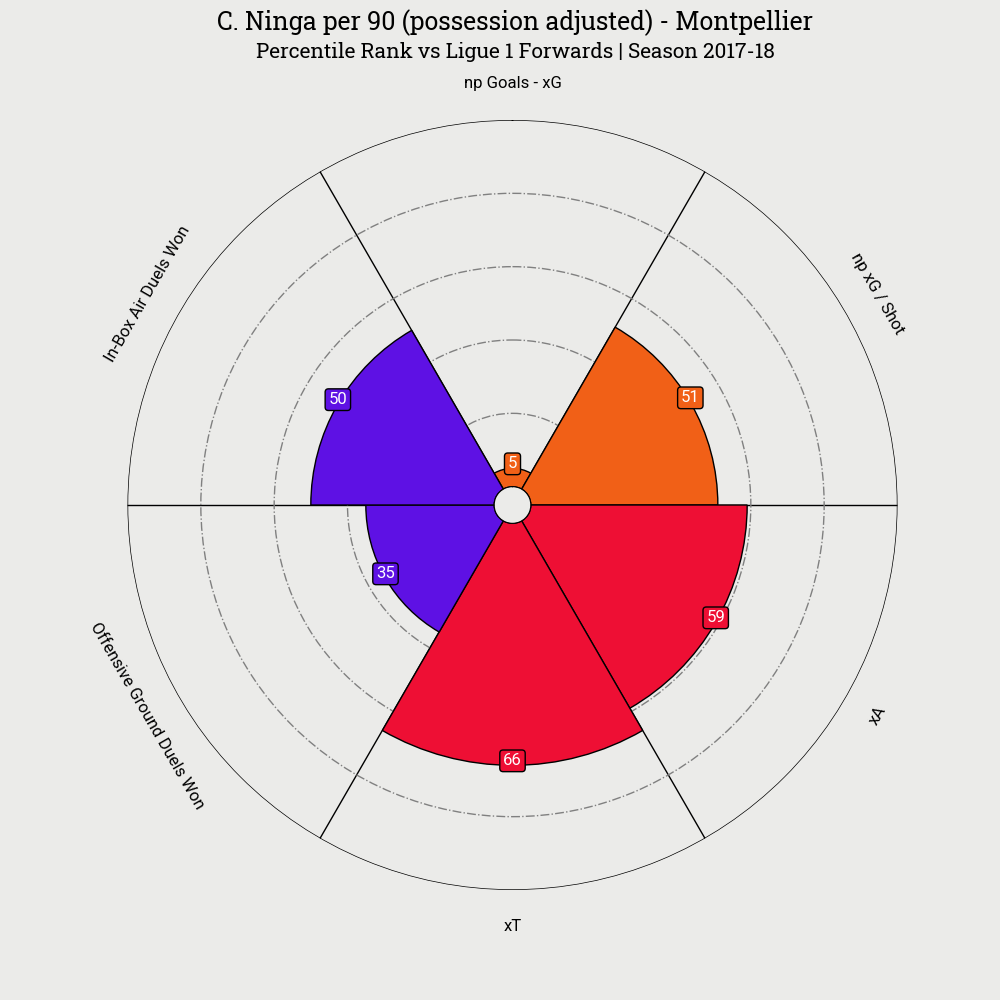 C. Ninga per 90 (possession adjusted) - Montpellier
Percentile Rank vs Ligue 1 Forwards | Season 2017-18
np Goals - xG
In-Box Air Duels Won
np xG / Shot
51
50
5
35
59
66
Offensive Ground Duels Won
xA
xT